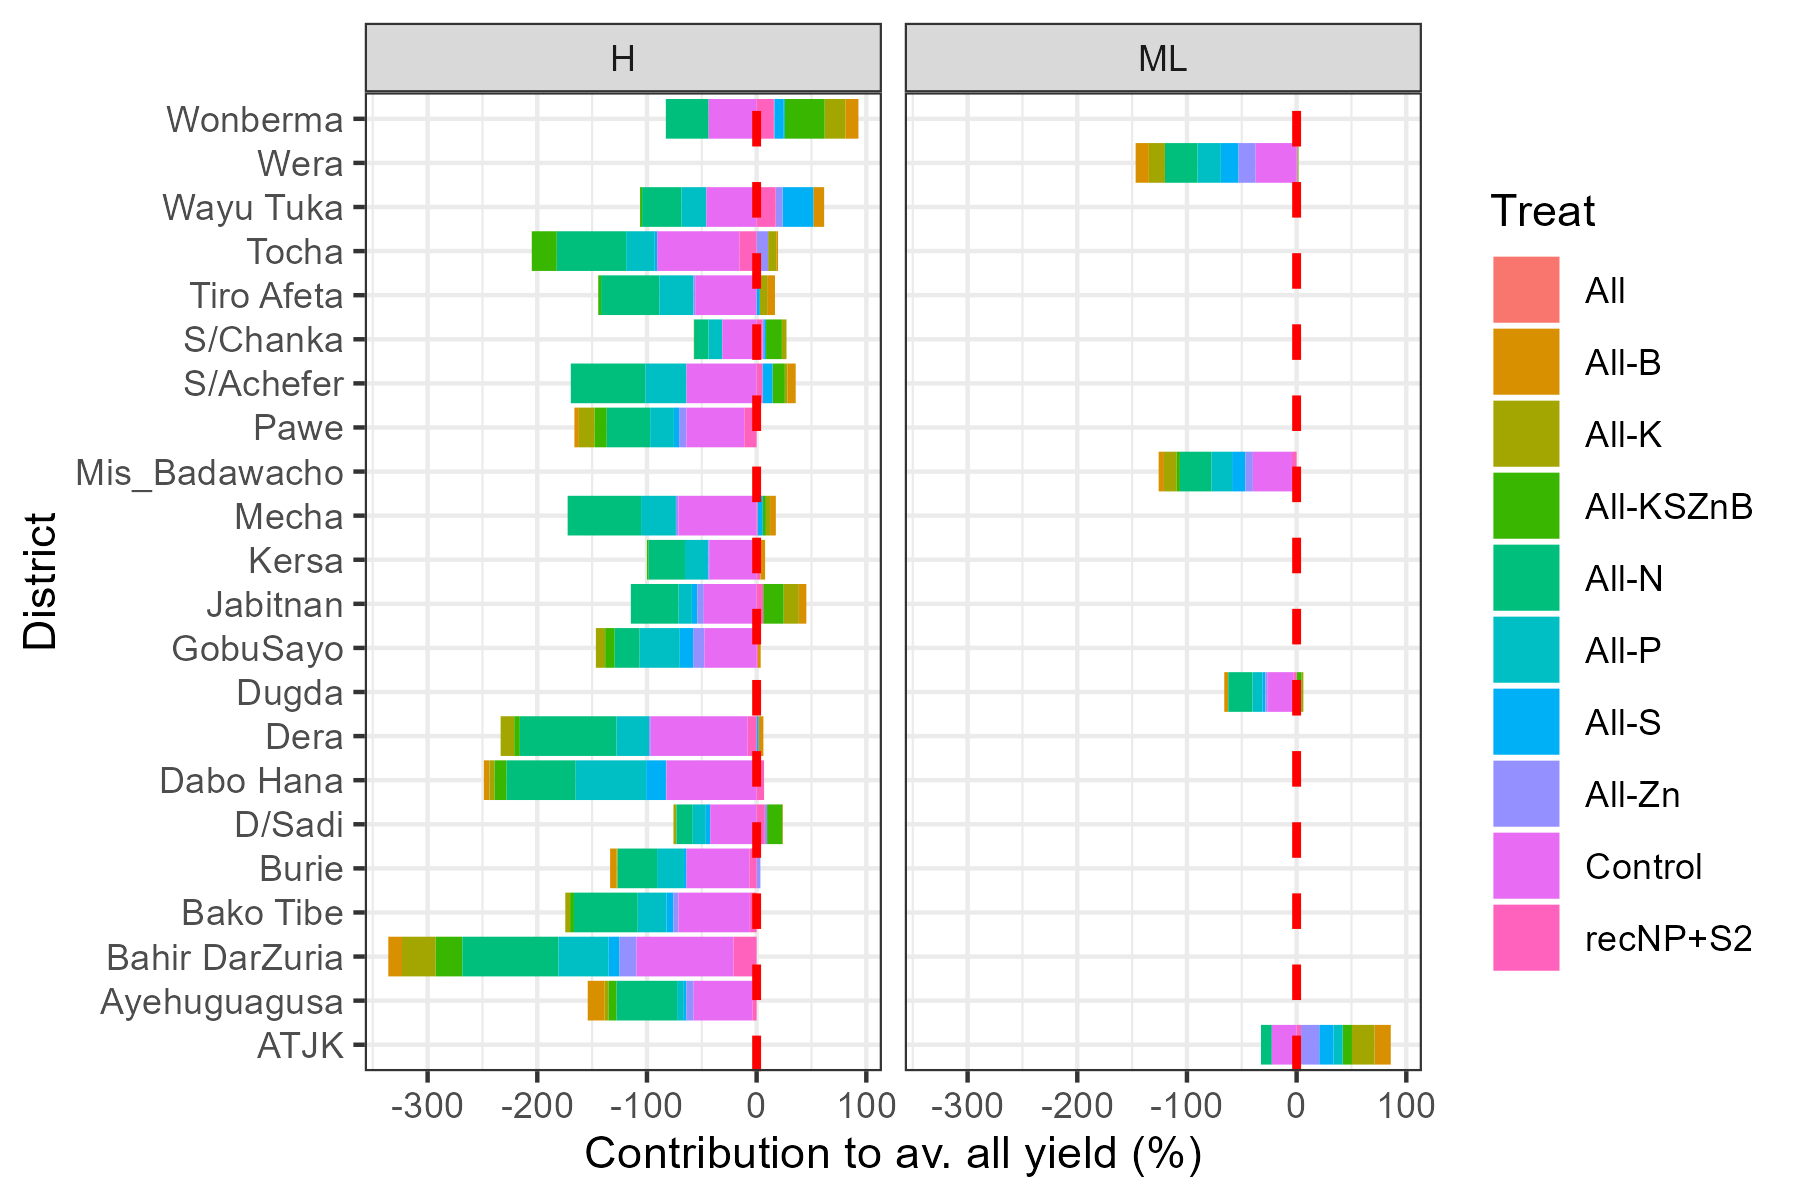 H
ML
Wonberma
Wera
Wayu Tuka
Tocha
Tiro Afeta
S/Chanka
S/Achefer
Pawe
Mis_Badawacho
Mecha
Kersa
Jabitnan
GobuSayo
Dugda
Dera
Dabo Hana
D/Sadi
Burie
Bako Tibe
Bahir DarZuria
Ayehuguagusa
ATJK
District
-300 -200 -100 0 100
-300 -200 -100 0 100
Contribution to av. all yield (%)
Treat
All
All-B
All-K
All-KSZnB
All-N
All-P
All-S
All-Zn
Control
recNP+S2